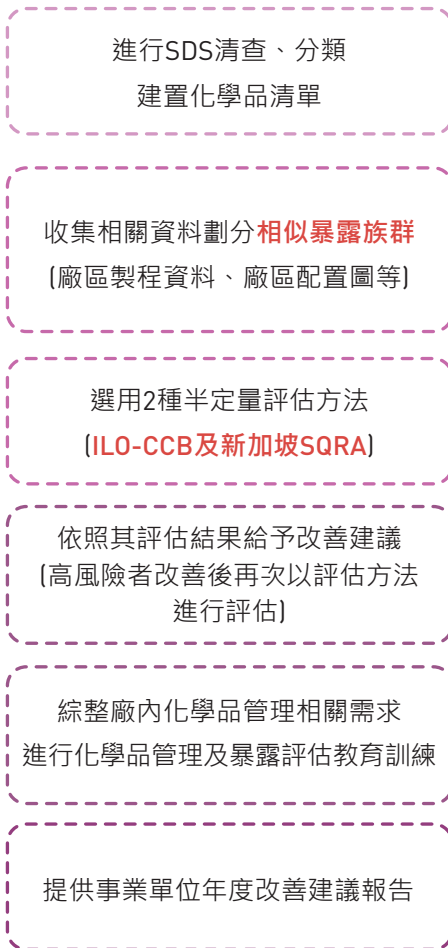 進行SDS清查、分類
建置化學品清單
收集相關資料劃分相似暴露族群
(廠區製程資料、廠區配置圖等)
選用2種半定量評估方法
(ILO-CCB及新加坡SQRA)
依照其評估結果給予改善建議
(高風險者改善後再次以評估方法
進行評估)
綜整廠內化學品管理相關需求
進行化學品管理及暴露評估教育訓練
提供事業單位年度改善建議報告